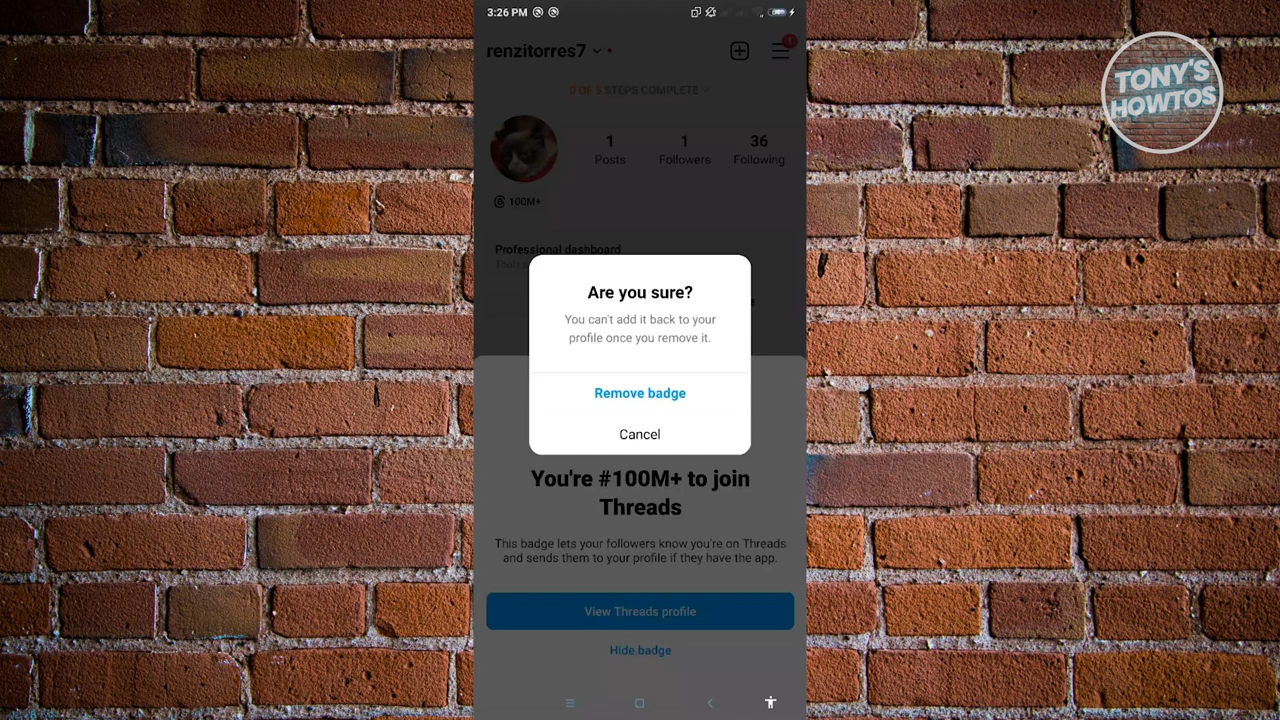 3:26 PM
TONY'S
HOWTOS
renzitorres7
1
0 OF 5 STEPS COMPLETE
1
1
36
Posts
Followers
Following
100M+
Professional dashboard
Are you sure?
You can't add it back to your
profile once you remove it.
Remove badge
Cancel
You're #100M+ to join
Threads
This badge lets your followers know you're on Threads
and sends them to your profile if they have the app.
View Threads profile
Hide badge